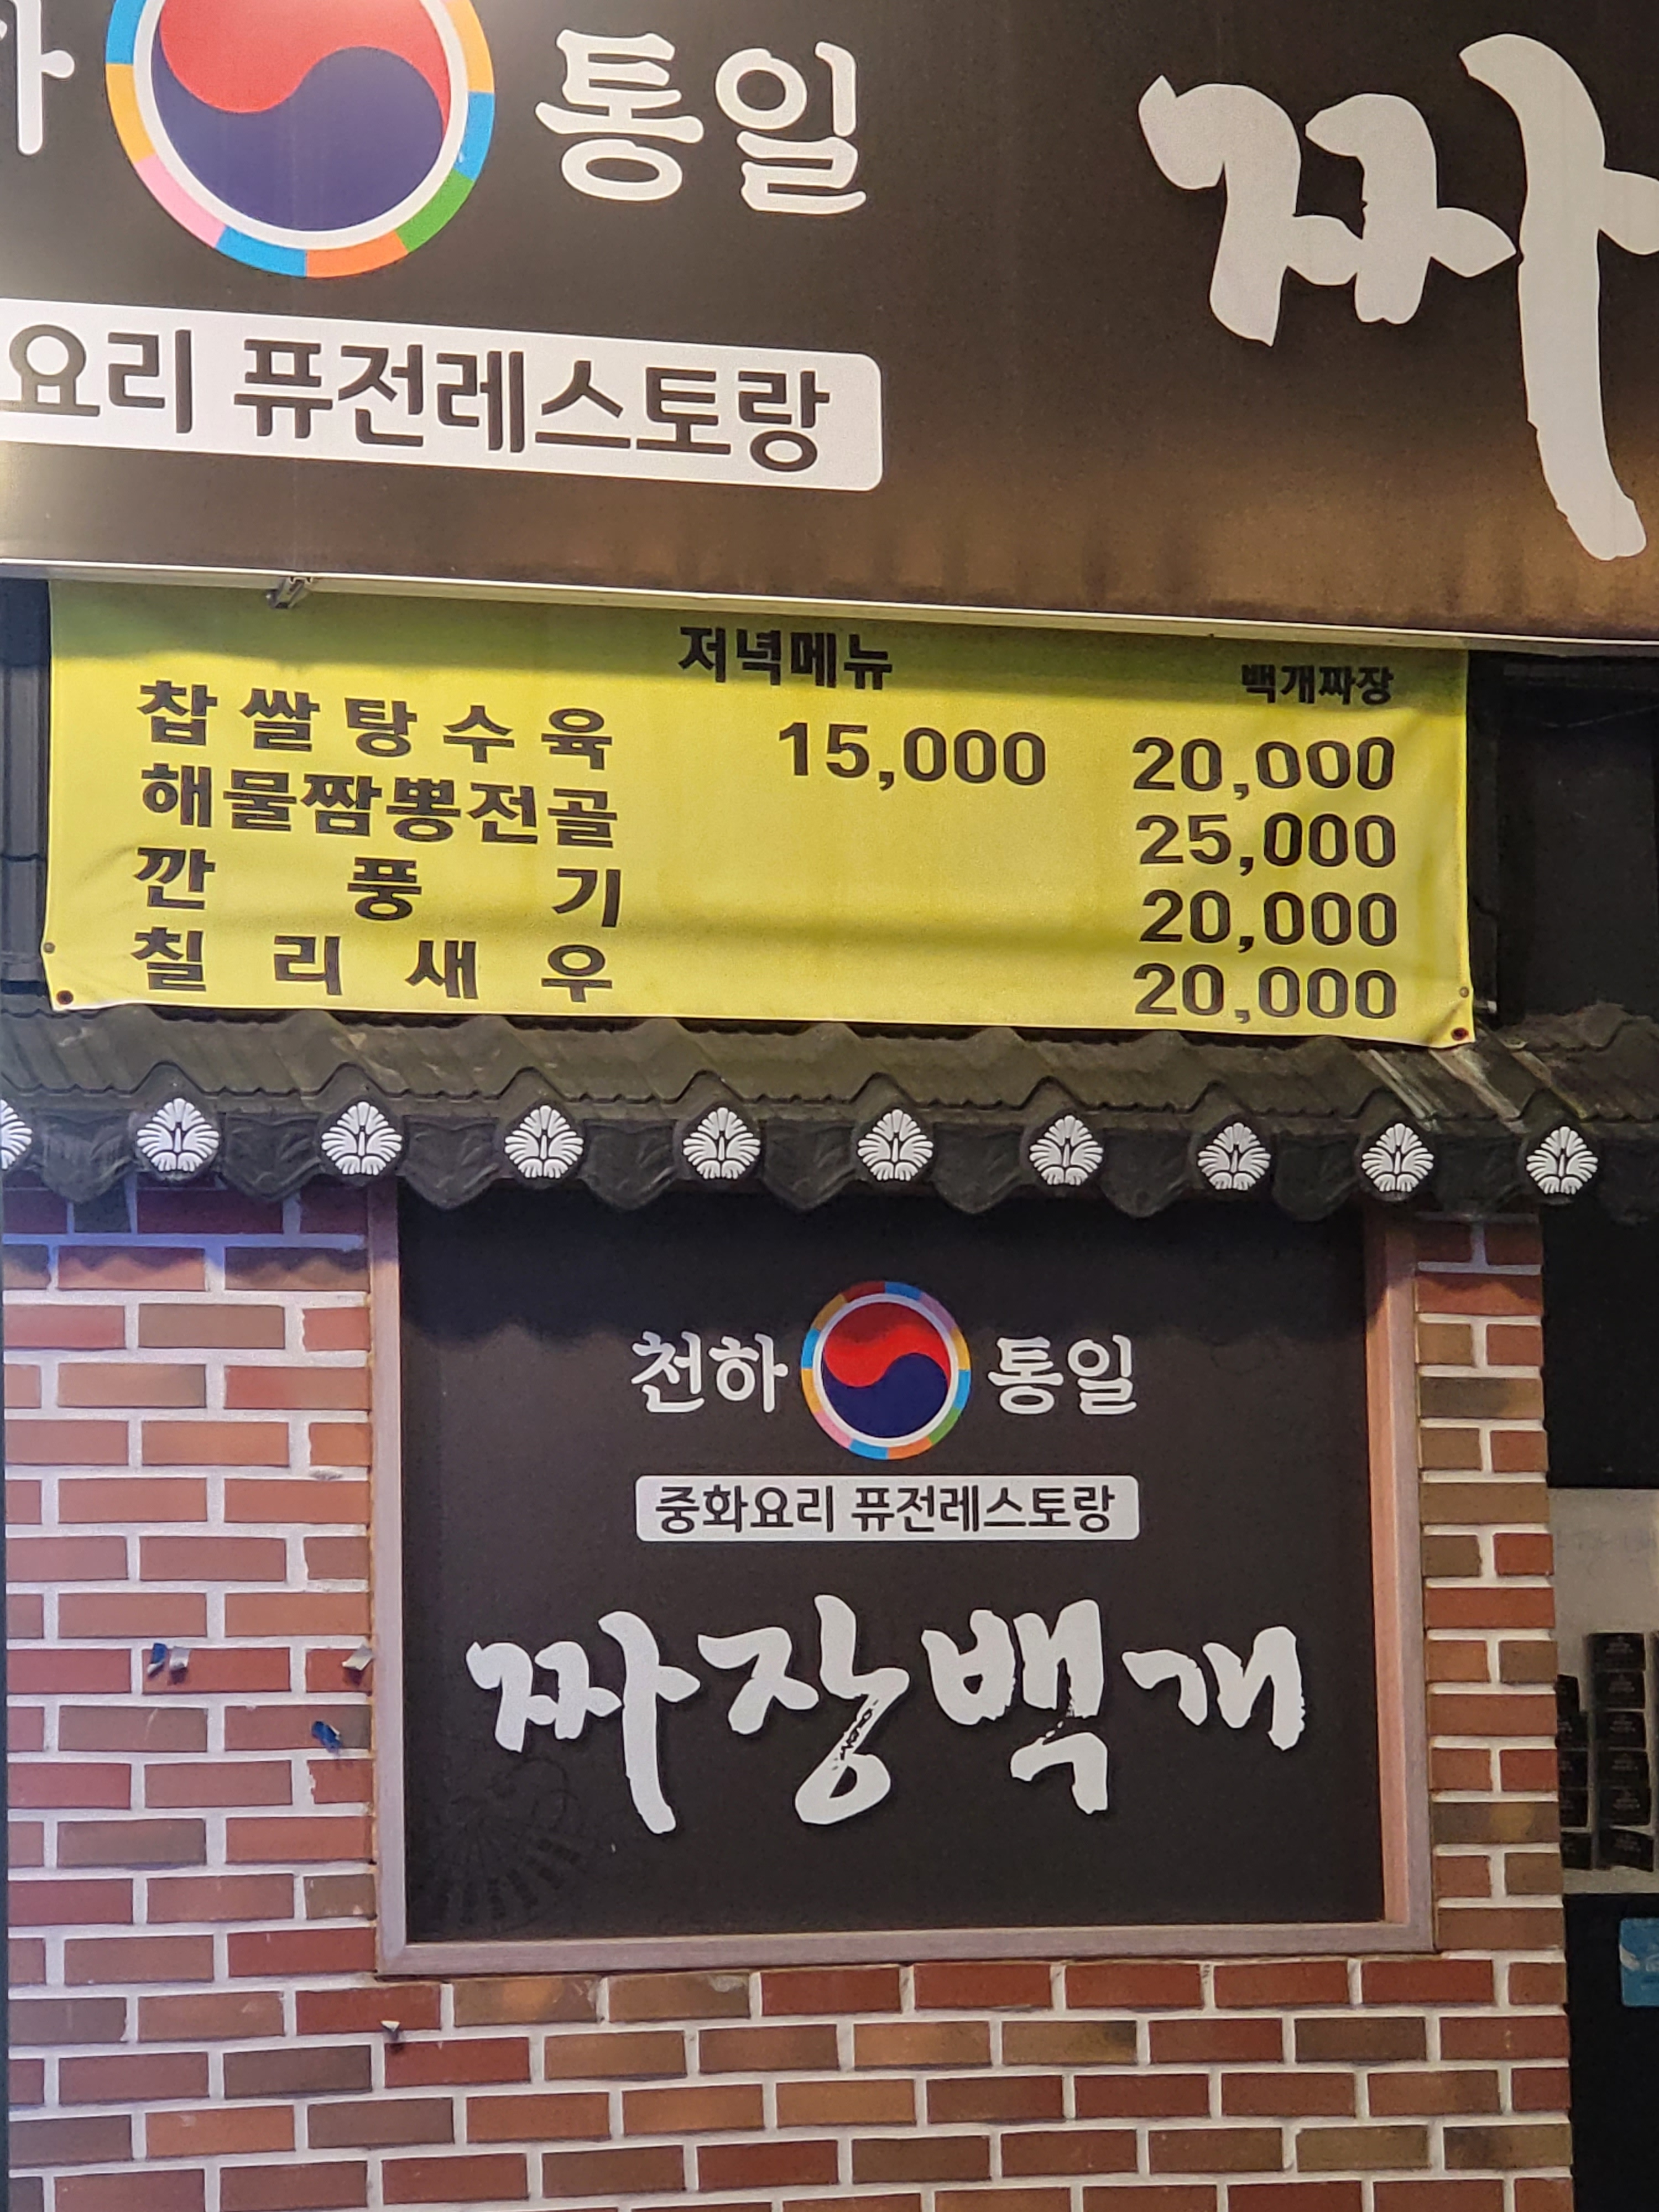 통일
짜
요리 퓨전레스토랑
저녁메뉴 백개짜장
찹쌀탕수육 15,000 20,000
해물짬뽕전골 25,000
깐풍기 20,000
칠리새우 20,000
천하 통일
중화요리 퓨전레스토랑
짜장백개